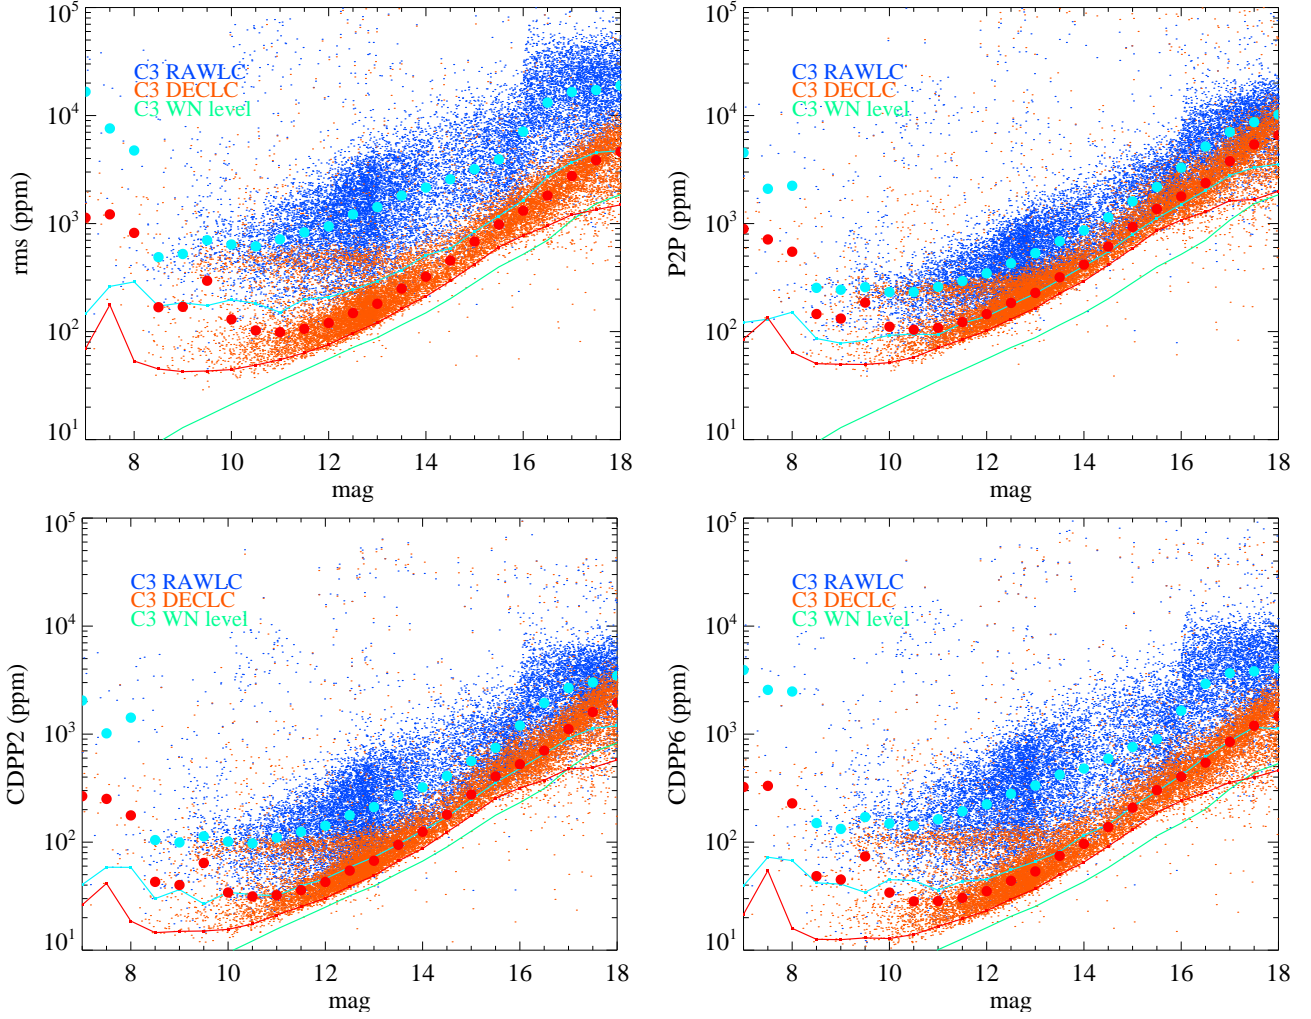 10^5
10^4
10^3
10^2
10^1
rms (ppm)
C3 RAWLC
C3 DECLC
C3 WN level
8 10 12 14 16 18
mag
10^5
10^4
10^3
10^2
10^1
P2P (ppm)
C3 RAWLC
C3 DECLC
C3 WN level
8 10 12 14 16 18
mag
10^5
10^4
10^3
10^2
10^1
CDPP2 (ppm)
C3 RAWLC
C3 DECLC
C3 WN level
8 10 12 14 16 18
mag
10^5
10^4
10^3
10^2
10^1
CDPP6 (ppm)
C3 RAWLC
C3 DECLC
C3 WN level
8 10 12 14 16 18
mag